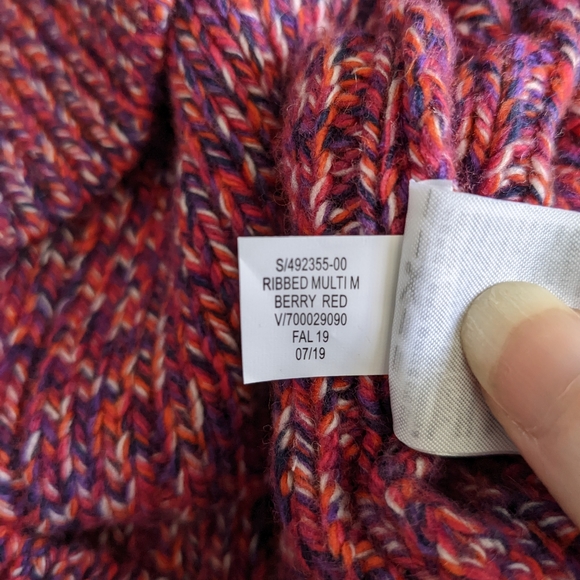 S/492355-00
RIBBED MULTI M
BERRY RED
V/700029090
FAL 19
07/19